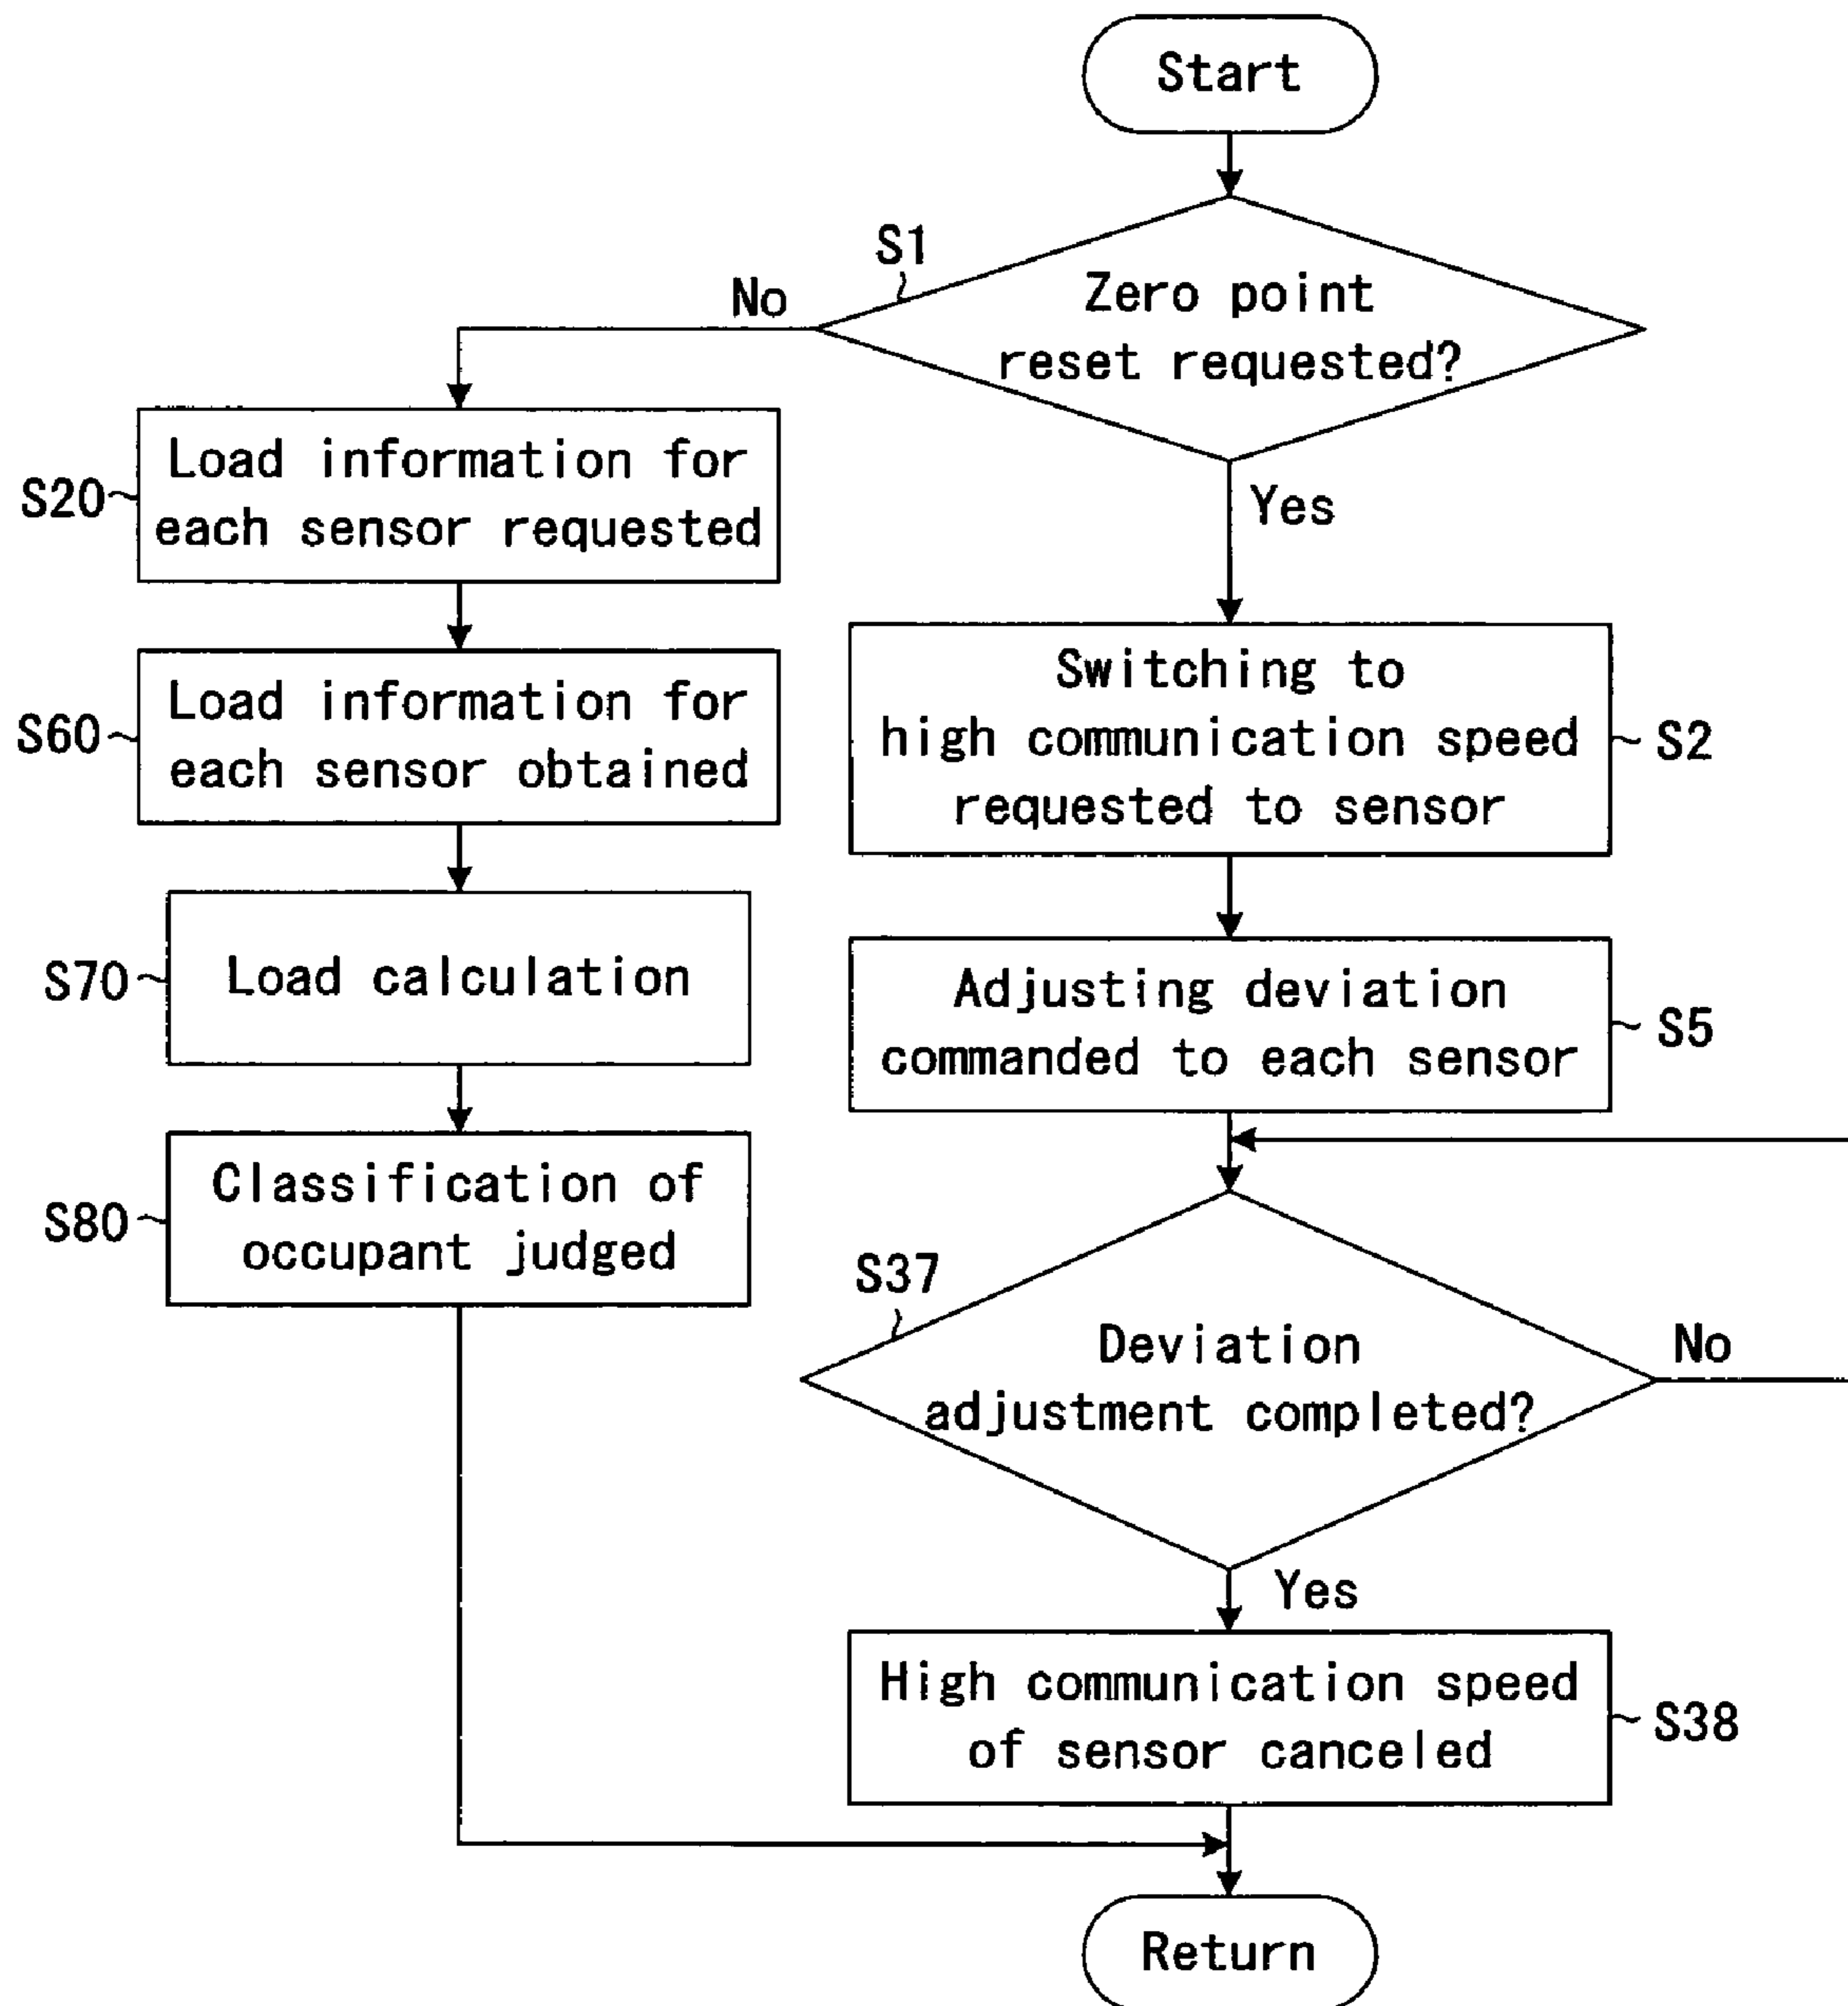 Start
S1
No
Zero point
reset requested?
Yes
S20
Load information for
each sensor requested
S60
Load information for
each sensor obtained
S70
Load calculation
S80
Classification of
occupant judged
Switching to
high communication speed
requested to sensor
S2
Adjusting deviation
commanded to each sensor
S5
S37
Deviation
adjustment completed?
No
Yes
High communication speed
of sensor canceled
S38
Return